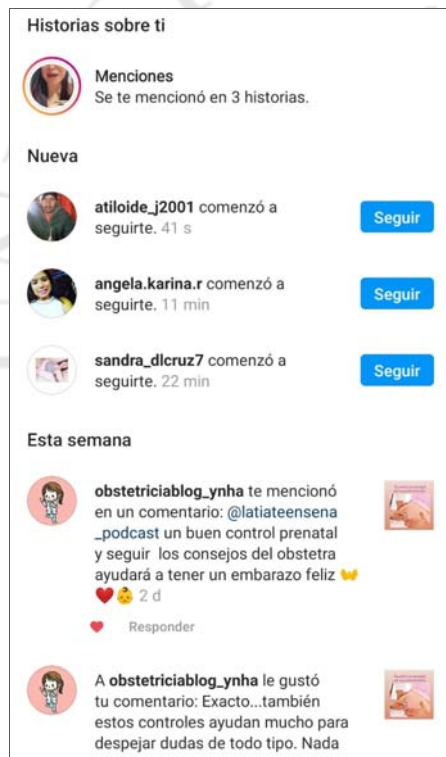 Historias sobre ti
Menciones
Se te mencionó en 3 historias.
Nueva
atiloide_j2001 comenzó a
seguirte. 41 s
Seguir
angela.karina.r comenzó a
seguirte. 11 min
Seguir
sandra_dlcruz7 comenzó a
seguirte. 22 min
Seguir
Esta semana
obstetriciablog_ynha te mencionó
en un comentario: @latiateensena
_podcast un buen control prenatal
y seguir los consejos del obstetra
ayudará a tener un embarazo feliz 👐
❤️👶 2 d
Responder
A obstetriciablog_ynha le gustó
tu comentario: Exacto...también
estos controles ayudan mucho para
despejar dudas de todo tipo. Nada